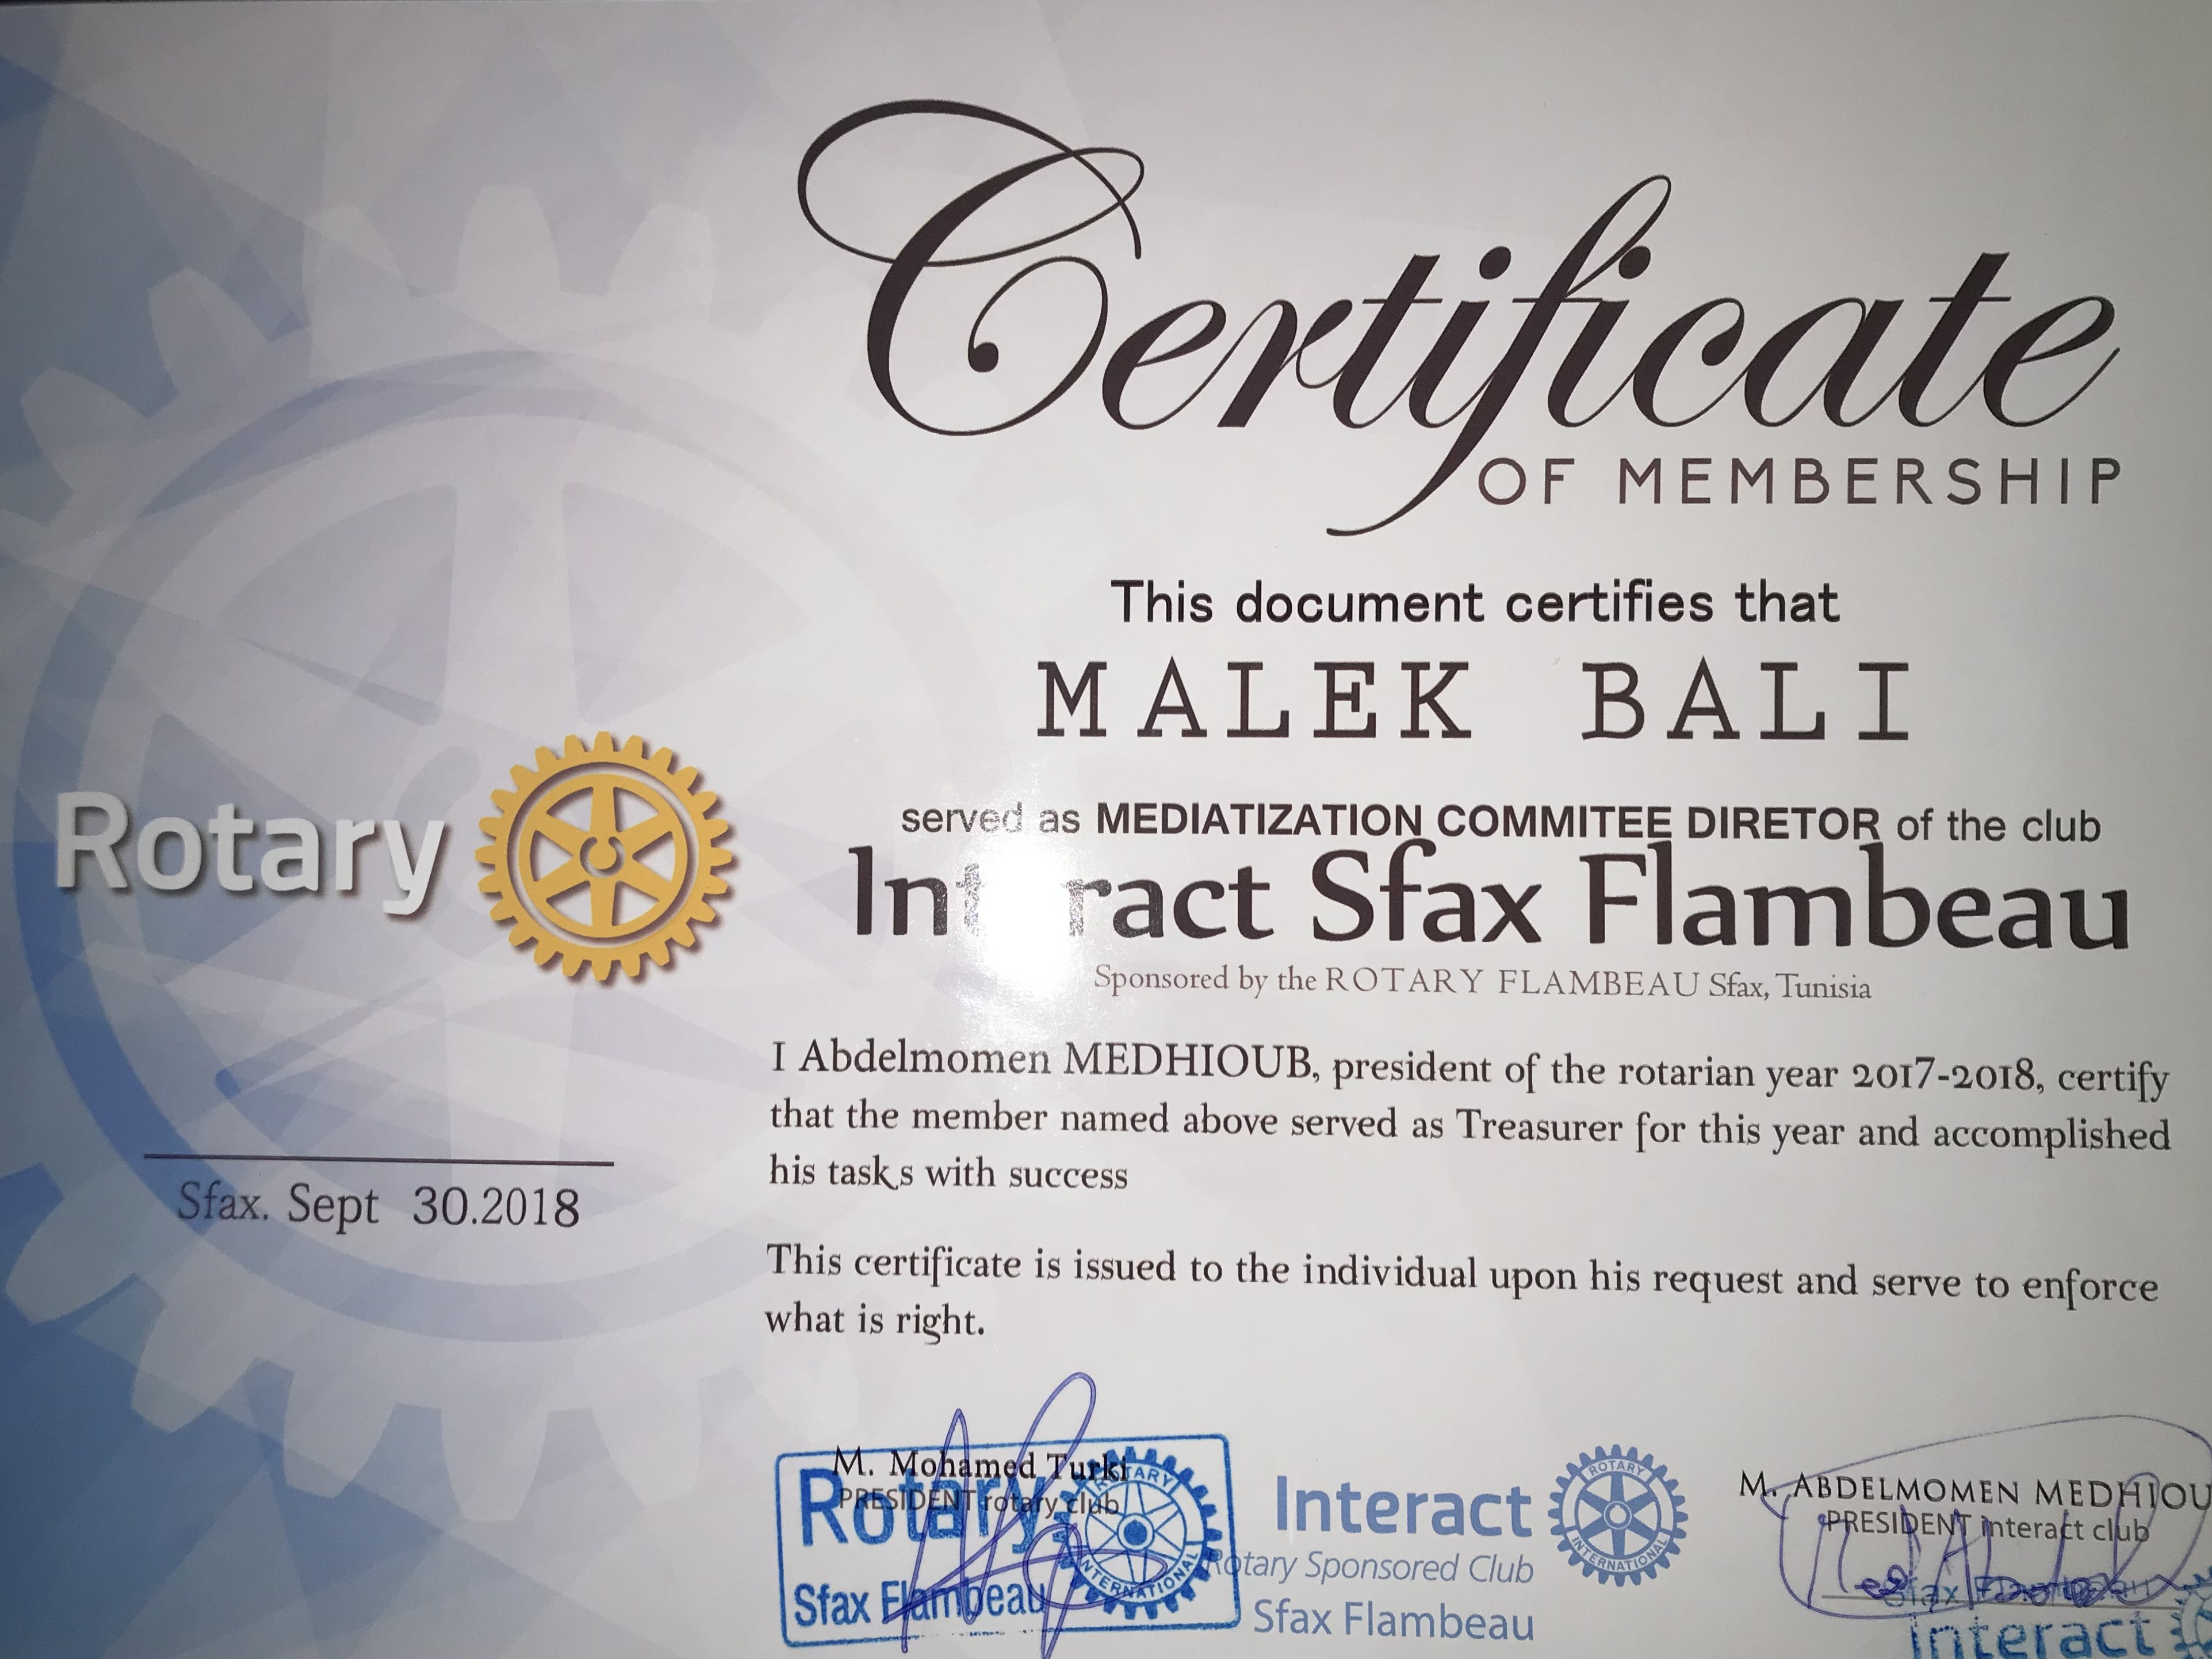 Certificate
OF MEMBERSHIP
This document certifies that
MALEK BALI
served as MEDIATIZATION COMMITEE DIRETOR of the club
Interact Sfax Flambeau
Sponsored by the ROTARY FLAMBEAU Sfax, Tunisia
Rotary
I Abdelmomen MEDHIOUB, president of the rotarian year 2017-2018, certify
that the member named above served as Treasurer for this year and accomplished
his tasks with success
Sfax. Sept 30.2018
This certificate is issued to the individual upon his request and serve to enforce
what is right.
M. Mohamed Turki
PRESIDENT rotary club
Rotary
Sfax Flambeau
ROTARY
INTERNATIONAL
Interact
Rotary Sponsored Club
Sfax Flambeau
ROTARY
INTERNATIONAL
M. ABDELMOMEN MEDHIOU
PRESIDENT interact club
Sfax Flambeau
interact